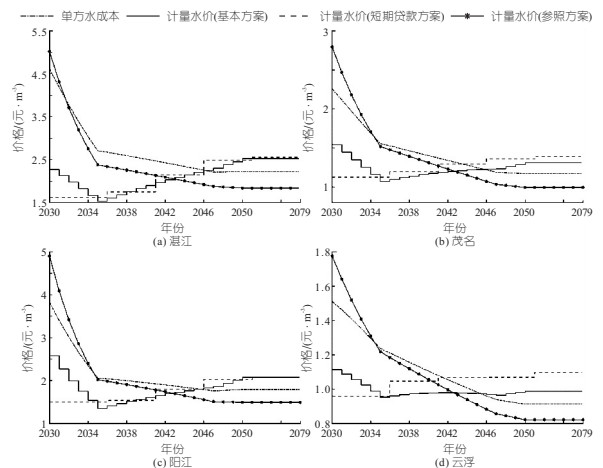 单方水成本 计量水价(基本方案) 计量水价(短期贷款方案) 计量水价(参照方案)
5.5
4.5
3.5
2.5
1.5
价格/(元·m⁻³)
2030 2034 2038 2042 2046 2050 2079
年份
(a) 湛江
3
2
1
价格/(元·m⁻³)
2030 2034 2038 2042 2046 2050 2079
年份
(b) 茂名
5
4
3
2
1
价格/(元·m⁻³)
2030 2034 2038 2042 2046 2050 2079
年份
(c) 阳江
1.8
1.6
1.4
1.2
1.0
0.8
价格/(元·m⁻³)
2030 2034 2038 2042 2046 2050 2079
年份
(d) 云浮